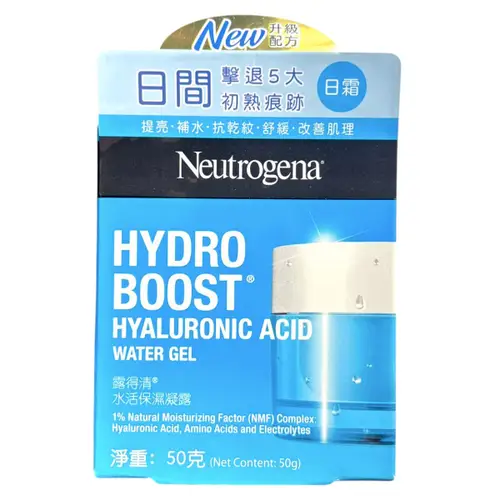 New 升級配方
日間 擊退5大初熟痕跡 日霜
提亮·補水·抗乾紋·舒緩·改善肌理
Neutrogena®
HYDRO
BOOST®
HYALURONIC ACID
WATER GEL
露得清®
水活保濕凝露
1% Natural Moisturizing Factor (NMF) Complex:
Hyaluronic Acid, Amino Acids and Electrolytes
淨重: 50克 (Net Content: 50g)